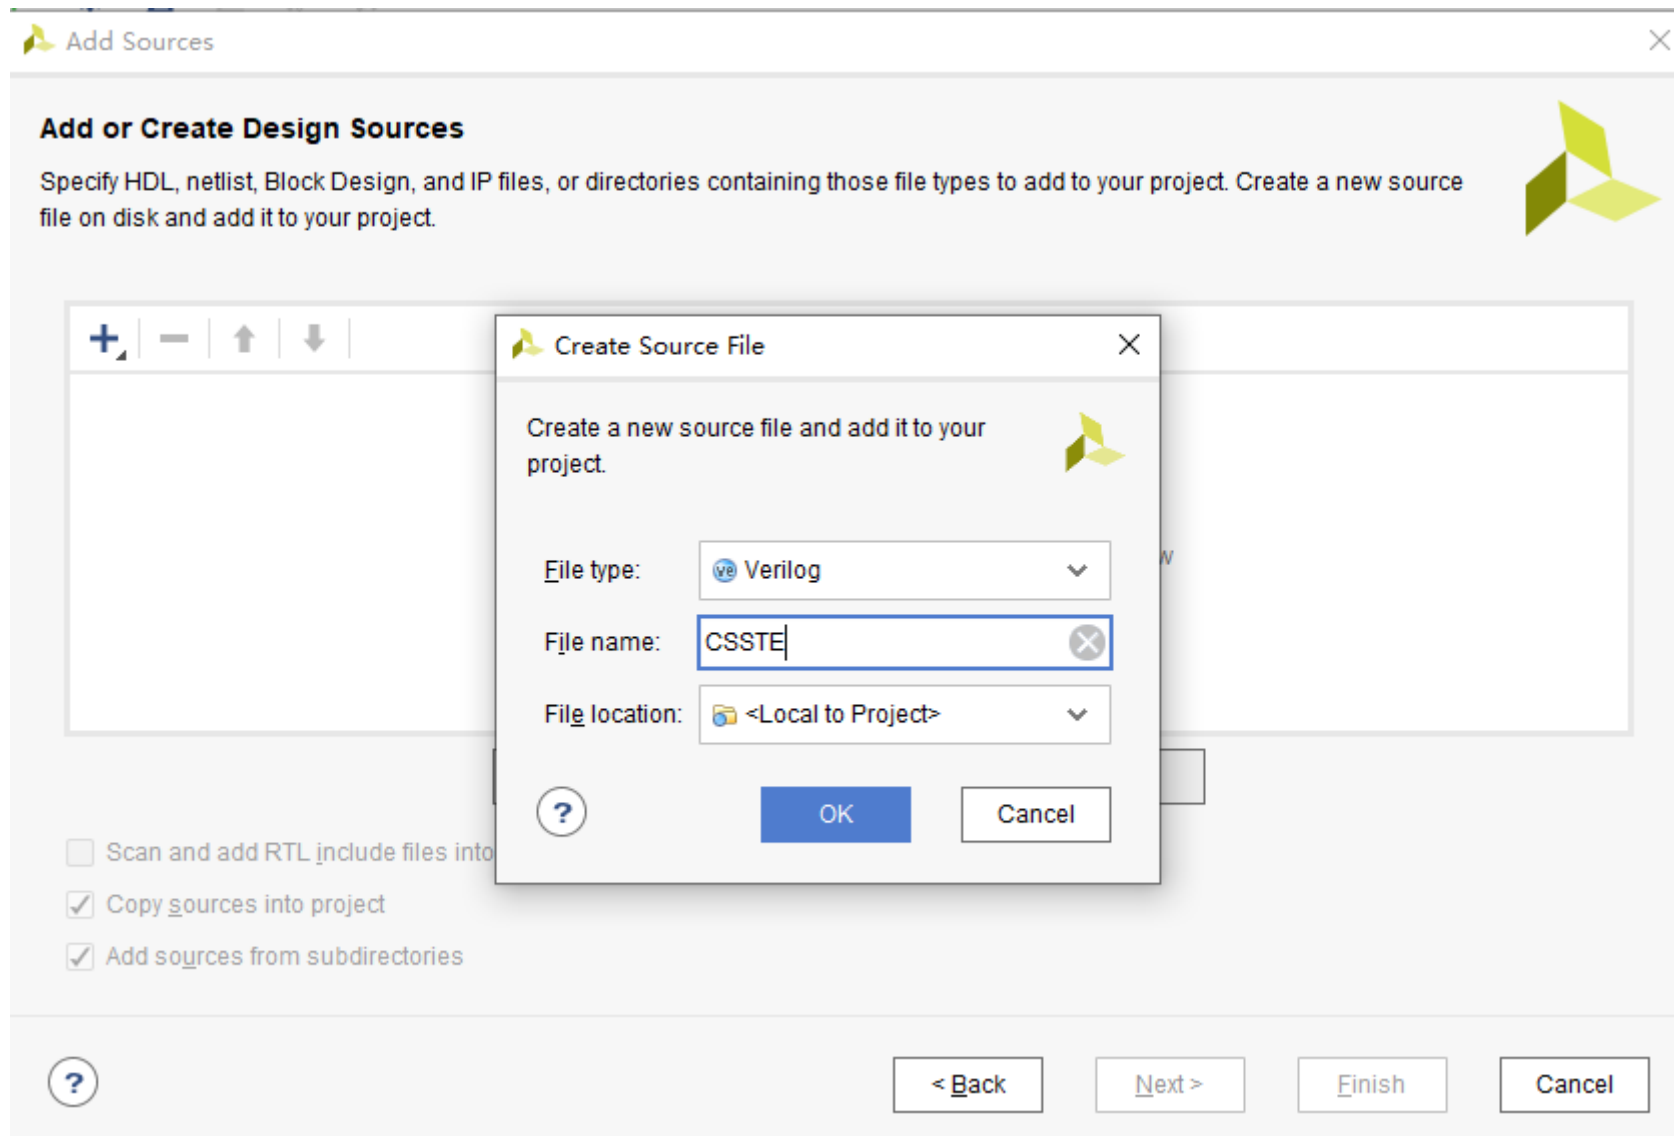 Add Sources
Add or Create Design Sources
Specify HDL, netlist, Block Design, and IP files, or directories containing those file types to add to your project. Create a new source
file on disk and add it to your project.
Create Source File
Create a new source file and add it to your
project.
File type:
Verilog
File name:
CSSTE
File location:
<Local to Project>
?
OK
Cancel
Scan and add RTL include files into
Copy sources into project
Add sources from subdirectories
?
< Back
Next >
Finish
Cancel